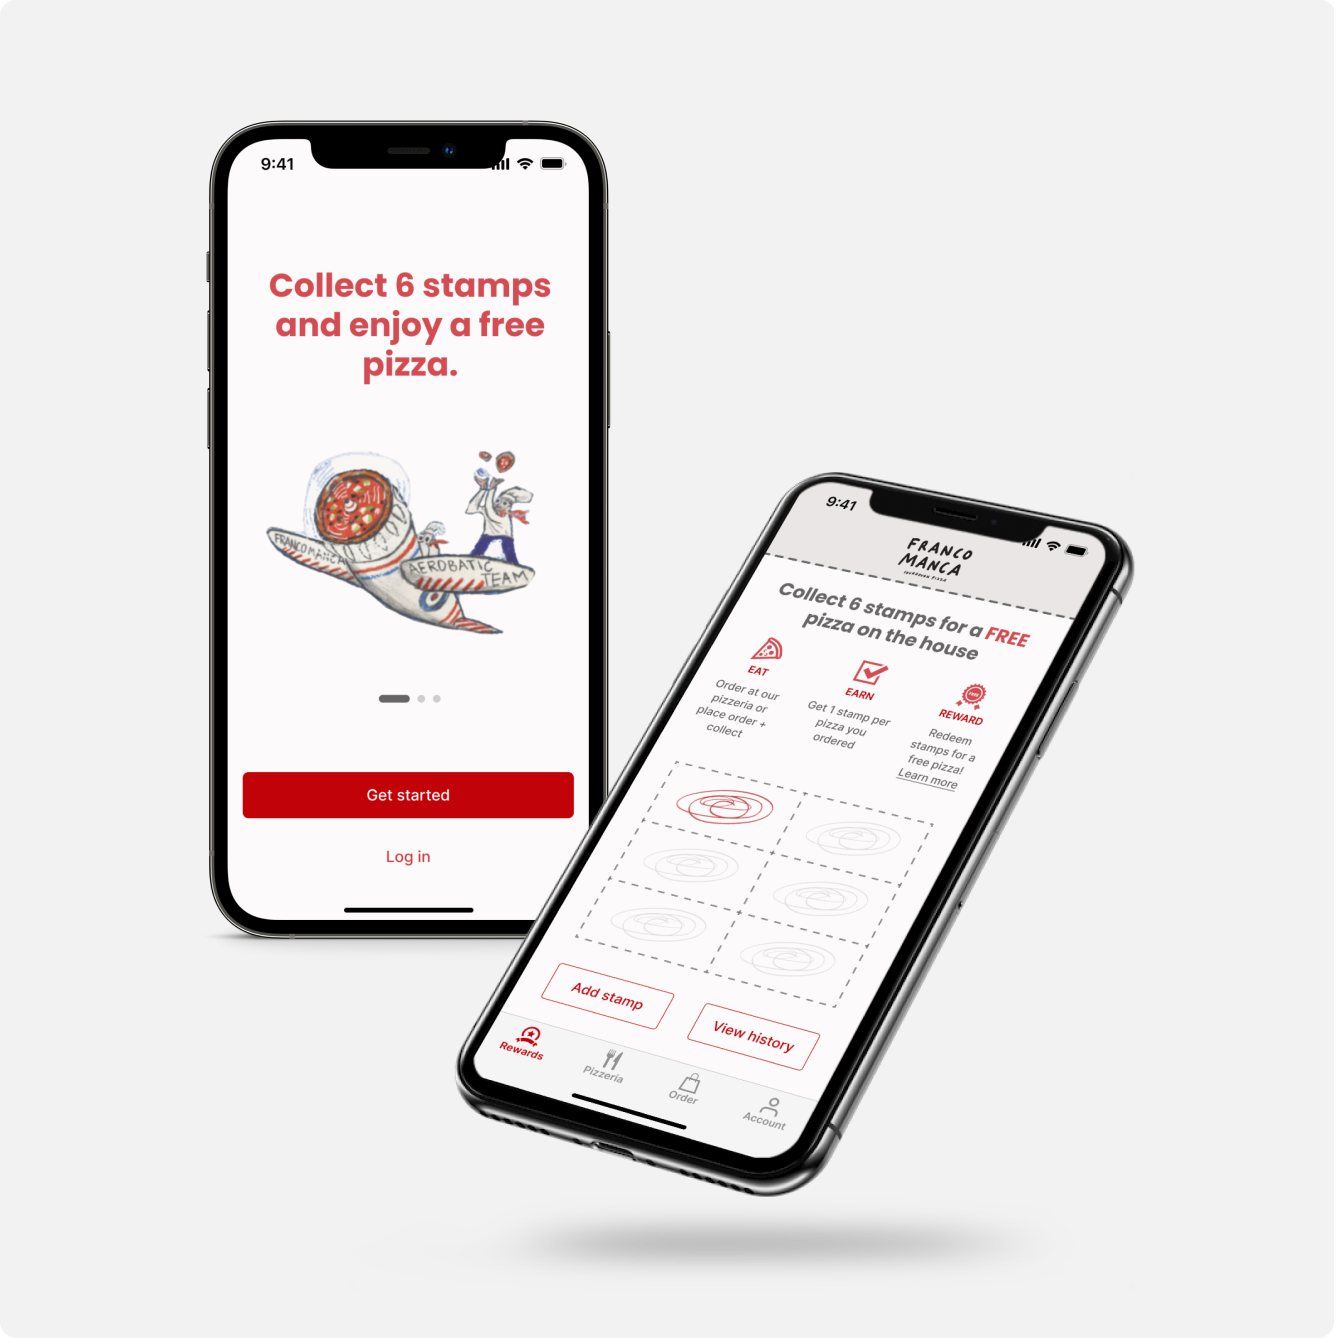 9:41
Collect 6 stamps
and enjoy a free
pizza.
FRANCO MANCA
AEROBATIC
TEAM
Get started
Log in
9:41
FRANCO
MANCA
SOURDOUGH PIZZA
Collect 6 stamps for a FREE
pizza on the house
EAT
Order at our
pizzeria or
place order +
collect
EARN
Get 1 stamp per
pizza you
ordered
FREE
REWARD
Redeem
stamps for a
free pizza!
Learn more
Add stamp
View history
Rewards
Pizzeria
Order
Account